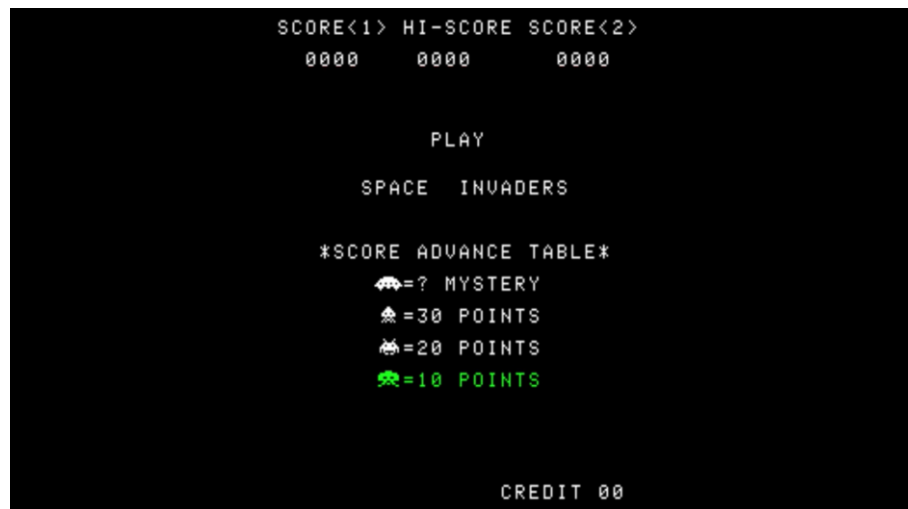 SCORE<1> HI-SCORE SCORE<2>
0000 0000 0000
PLAY
SPACE INVADERS
*SCORE ADVANCE TABLE*
=? MYSTERY
=30 POINTS
=20 POINTS
=10 POINTS
CREDIT 00